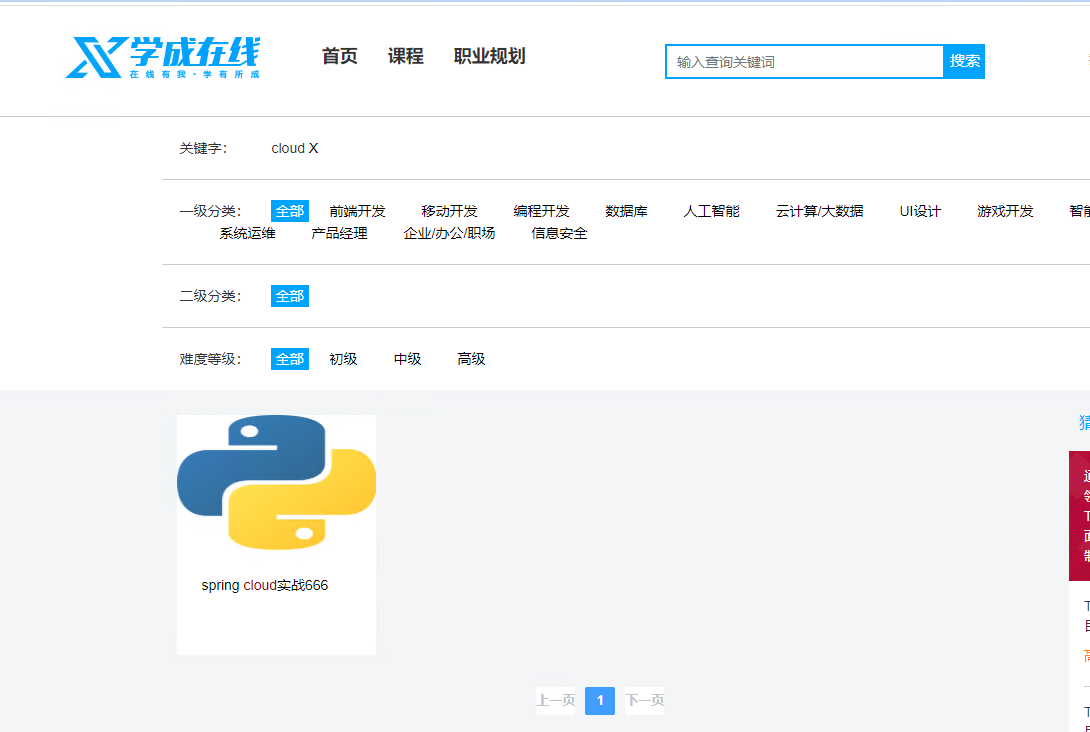 学成在线
在线有我·学有所成
首页 课程 职业规划
输入查询关键词 搜索
关键字： cloud X
一级分类： 全部 前端开发 移动开发 编程开发 数据库 人工智能 云计算/大数据 UI设计 游戏开发 智能
系统运维 产品经理 企业/办公/职场 信息安全
二级分类： 全部
难度等级： 全部 初级 中级 高级
猜
spring cloud实战666
上一页 1 下一页